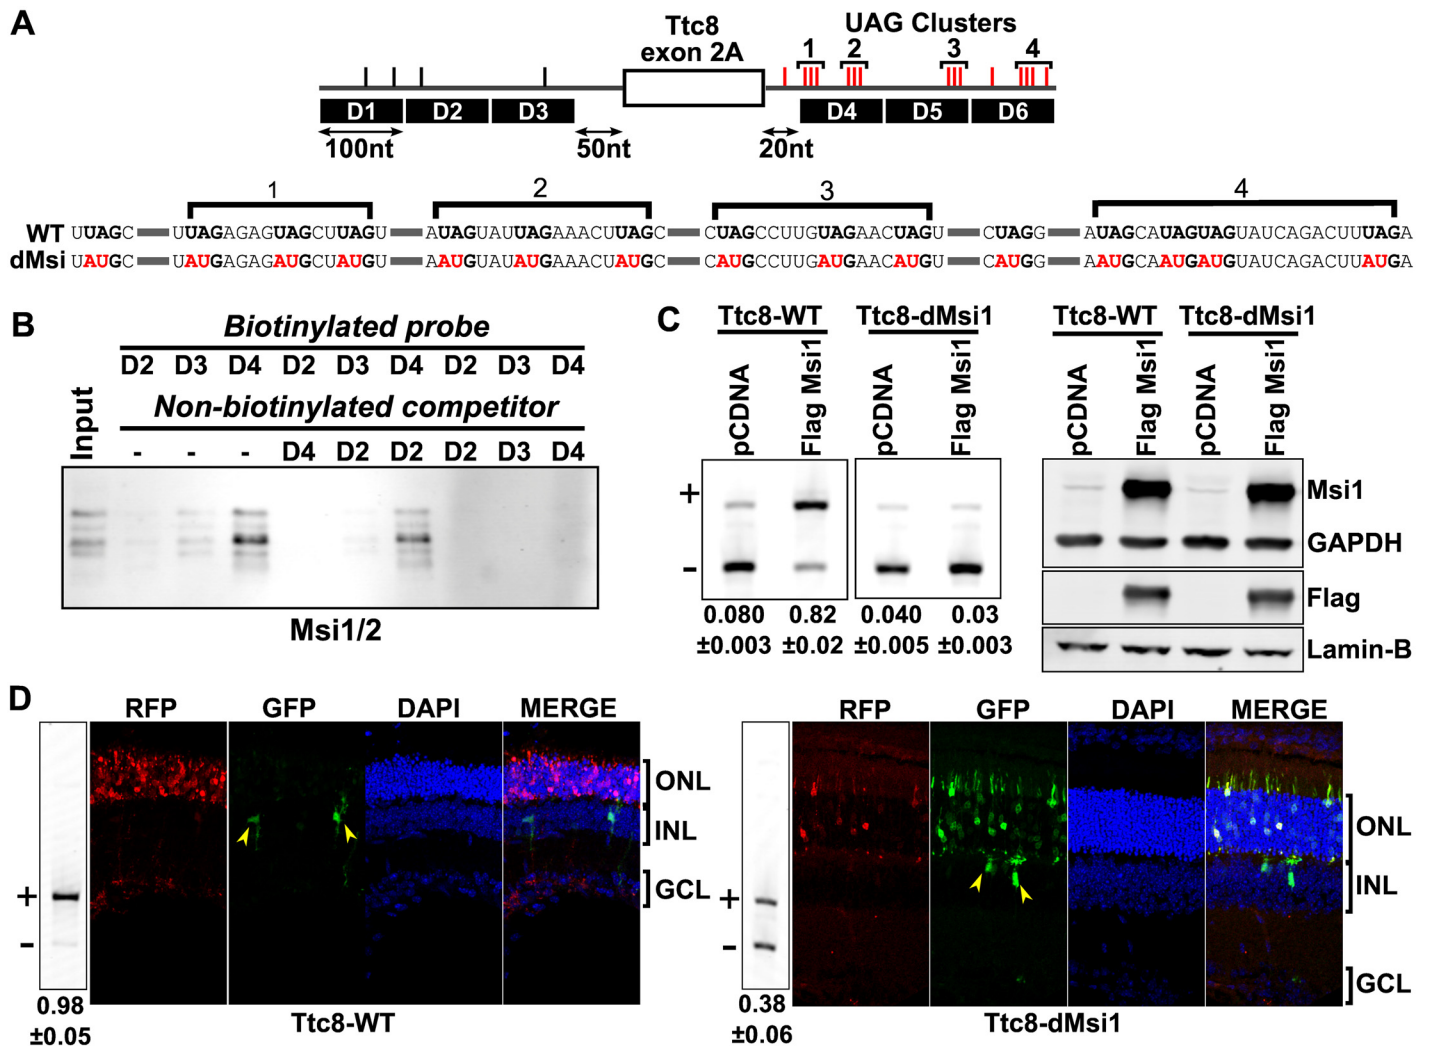 A
Ttc8
exon 2A
UAG Clusters
1 2 3 4
D1 D2 D3 D4 D5 D6
100nt 50nt 20nt
1 2 3 4
WT UUAGC UUAGAGAGUAGCUUAGU AUAGUAUUAGAAACUUAGC CUAGCCUUGUAGAACUAGU CUAGG AUAGCAUAGUAGUAUCAGACUUUAGA
dMsi UAUGC UAUGAGAGAUGCUAUGU AAUGUAUAUGAAACUAUGC CAUGCCUUGAUGAACAUGU CAUGG AAUGCAAUGAUGUAUCAGACUUAUGA
B
Biotinylated probe
D2 D3 D4 D2 D3 D4 D2 D3 D4
Non-biotinylated competitor
Input
- - - D4 D2 D2 D2 D3 D4
Msi1/2
C
Ttc8-WT Ttc8-dMsi1
pCDNA Flag Msi1 pCDNA Flag Msi1
+
-
0.080 0.82 0.040 0.03
±0.003 ±0.02 ±0.005 ±0.003
Ttc8-WT Ttc8-dMsi1
pCDNA Flag Msi1 pCDNA Flag Msi1
Msi1
GAPDH
Flag
Lamin-B
D
RFP GFP DAPI MERGE
ONL
INL
GCL
+
-
0.98
±0.05
Ttc8-WT
RFP GFP DAPI MERGE
ONL
INL
GCL
+
-
0.38
±0.06
Ttc8-dMsi1